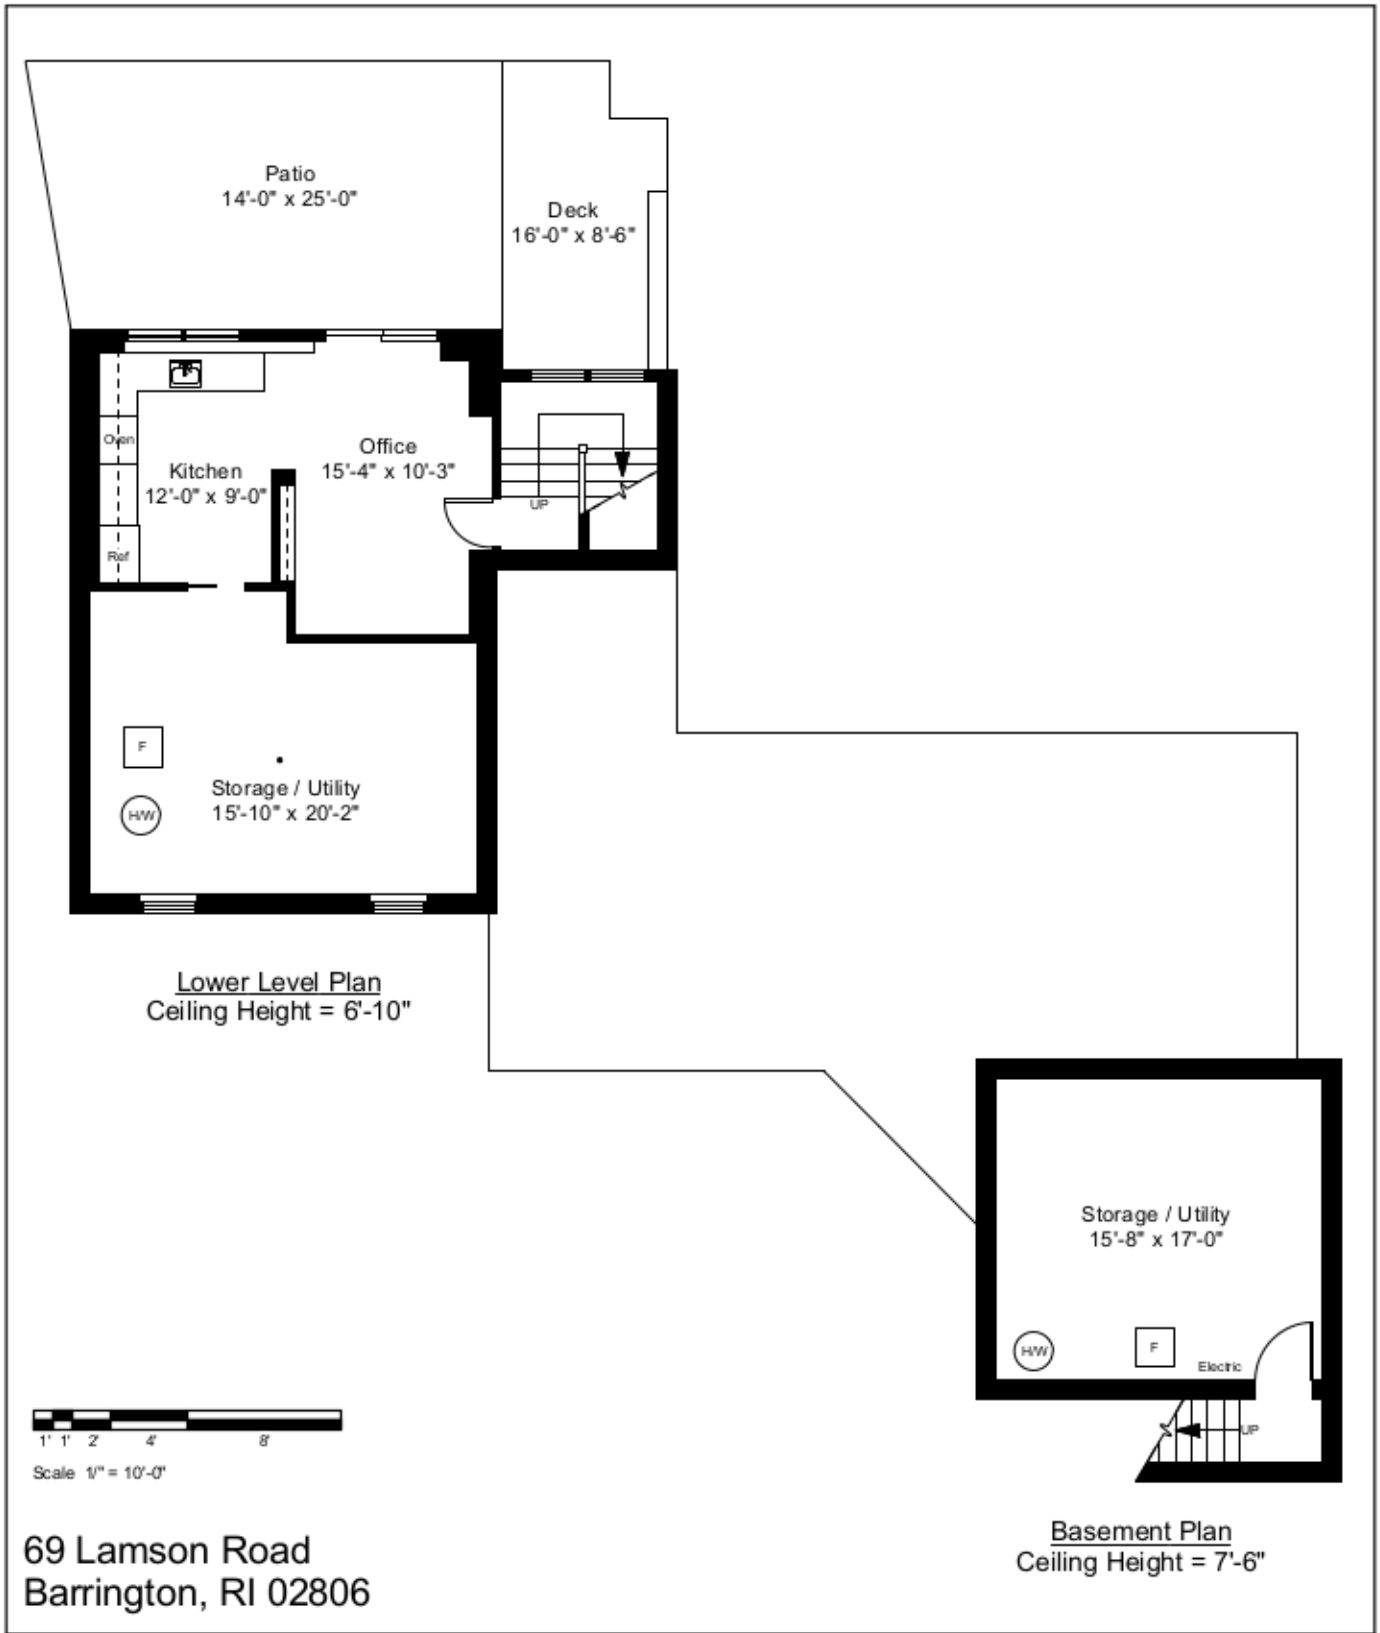 Patio
14'-0" x 25'-0"
Deck
16'-0" x 8'-6"
Oven
Kitchen
12'-0" x 9'-0"
Office
15'-4" x 10'-3"
UP
Ref
F
H/W
Storage / Utility
15'-10" x 20'-2"
Lower Level Plan
Ceiling Height = 6'-10"
Storage / Utility
15'-8" x 17'-0"
H/W
F
Electric
UP
Basement Plan
Ceiling Height = 7'-6"
1' 1' 2' 4' 8'
Scale 1/" = 10'-0"
69 Lamson Road
Barrington, RI 02806